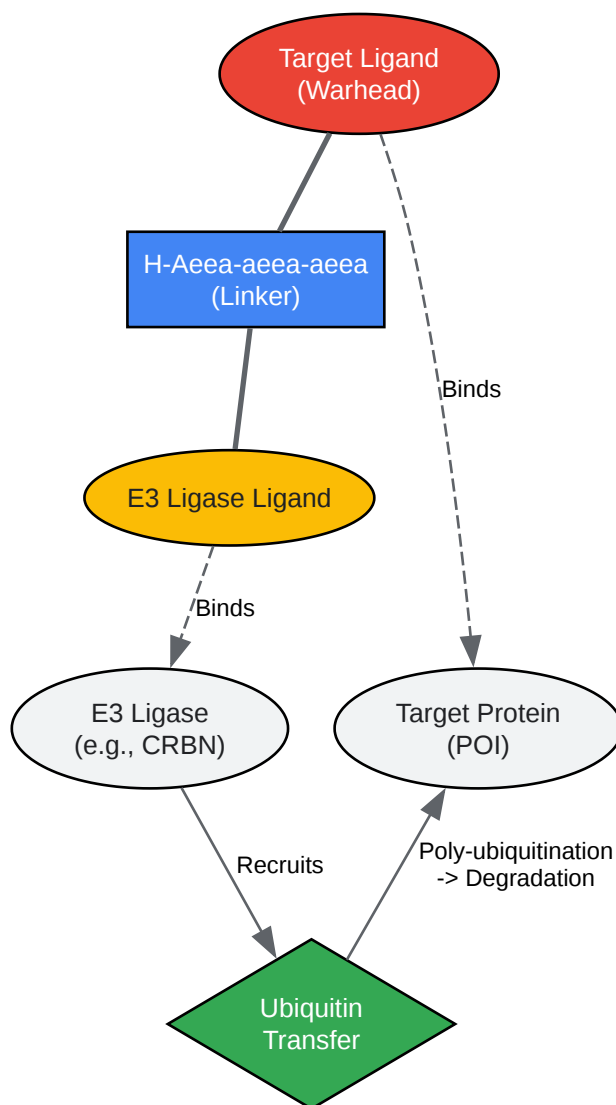 Target Ligand
(Warhead)
H-Aeea-aeea-aeea
(Linker)
Binds
E3 Ligase Ligand
Binds
E3 Ligase
(e.g., CRBN)
Target Protein
(POI)
Recruits
Poly-ubiquitination
-> Degradation
Ubiquitin
Transfer